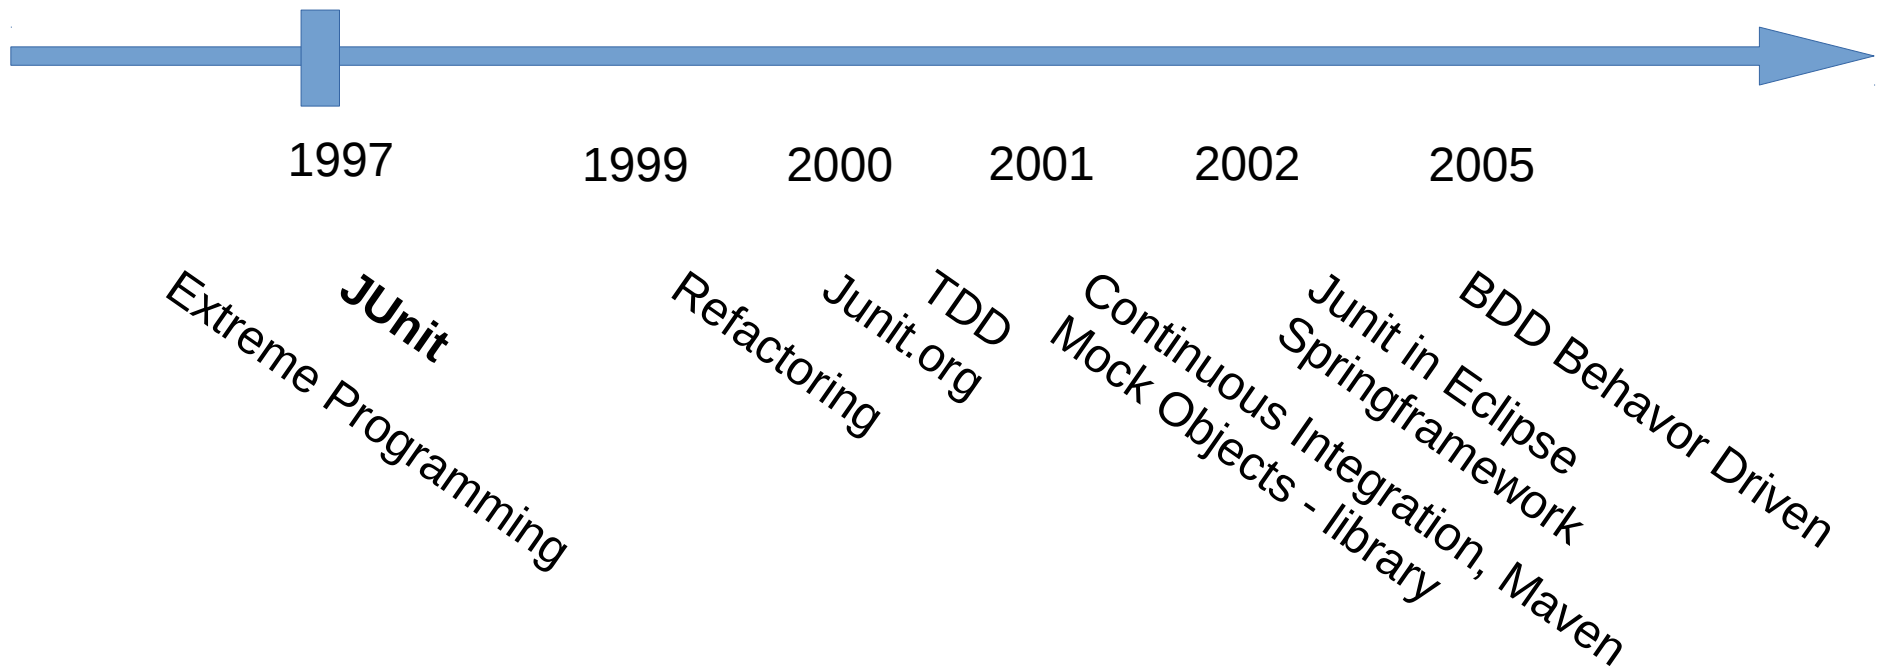 1997
1999
2000
2001
2002
2005
Extreme Programming
JUnit
Refactoring
Junit.org
TDD
Continuous Integration, Maven
Mock Objects - library
Junit in Eclipse
Springframework
BDD Behavor Driven